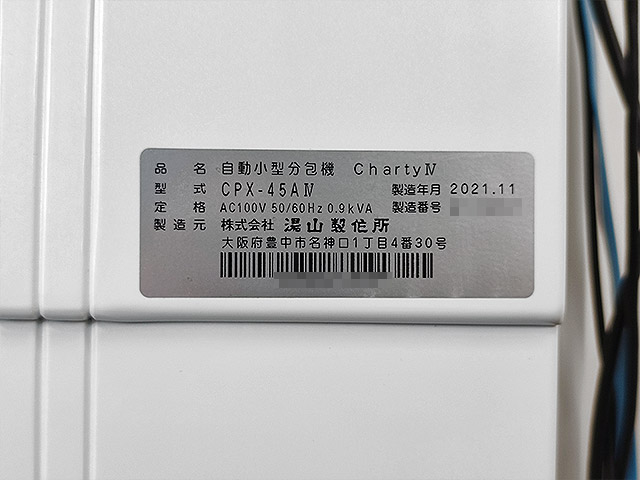 品名 自動小型分包機 ChartyⅣ
型式 CPX-45AⅣ 製造年月 2021.11
定格 AC100V 50/60Hz 0.9kVA 製造番号
製造元 株式会社 湯山製作所
大阪府豊中市名神口1丁目4番30号